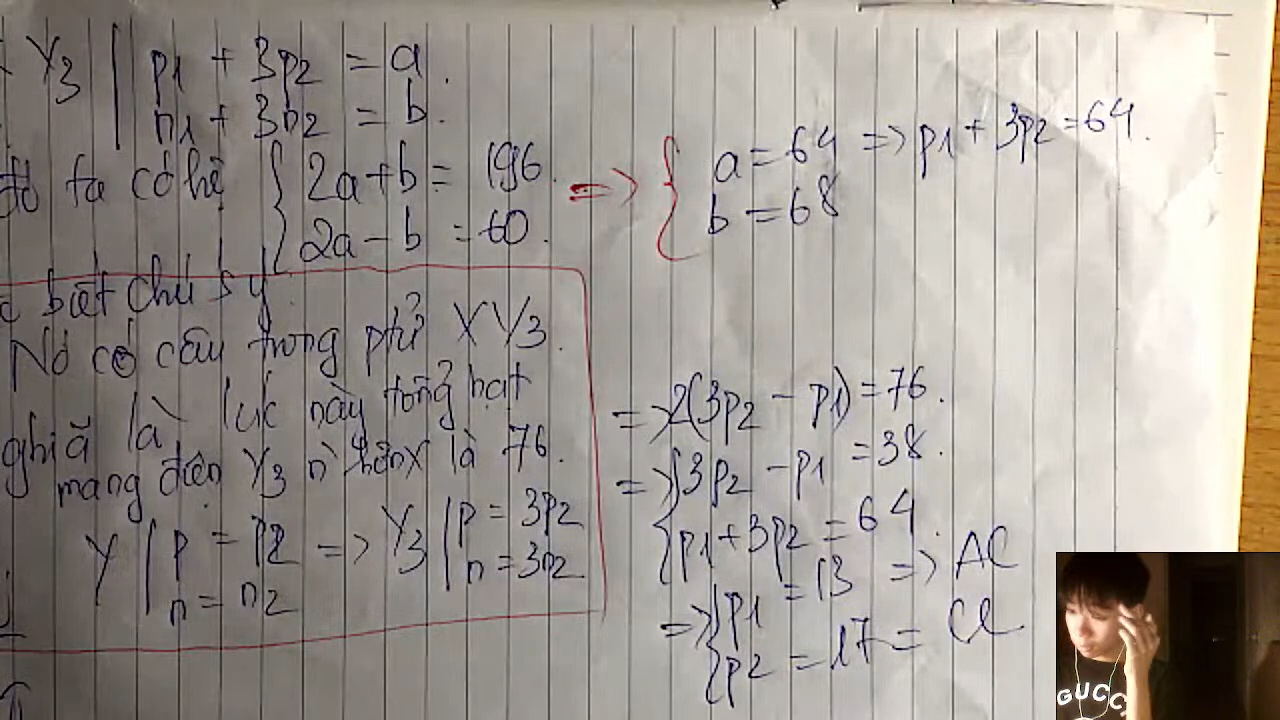 Y3 | p1 + 3p2 = a.
n1 + 3n2 = b.
đó ta có hệ { 2a+b = 196.
2a - b = 60.
=> { a = 64 => p1 + 3p2 = 64.
b = 68
biệt chú ý.
Nó có câu trong phtử XY3.
nghĩa là lúc này tổng hạt
mang điện Y3 n' hơn X là 76.
Y | p = p2 => Y3 | p = 3p2
n = n2 | n = 3n2
=> 2(3p2 - p1) = 76.
=> { 3p2 - p1 = 38.
p1 + 3p2 = 64.
=> { p1 = 13 => Al
p2 = 17 = Cl
GUCC